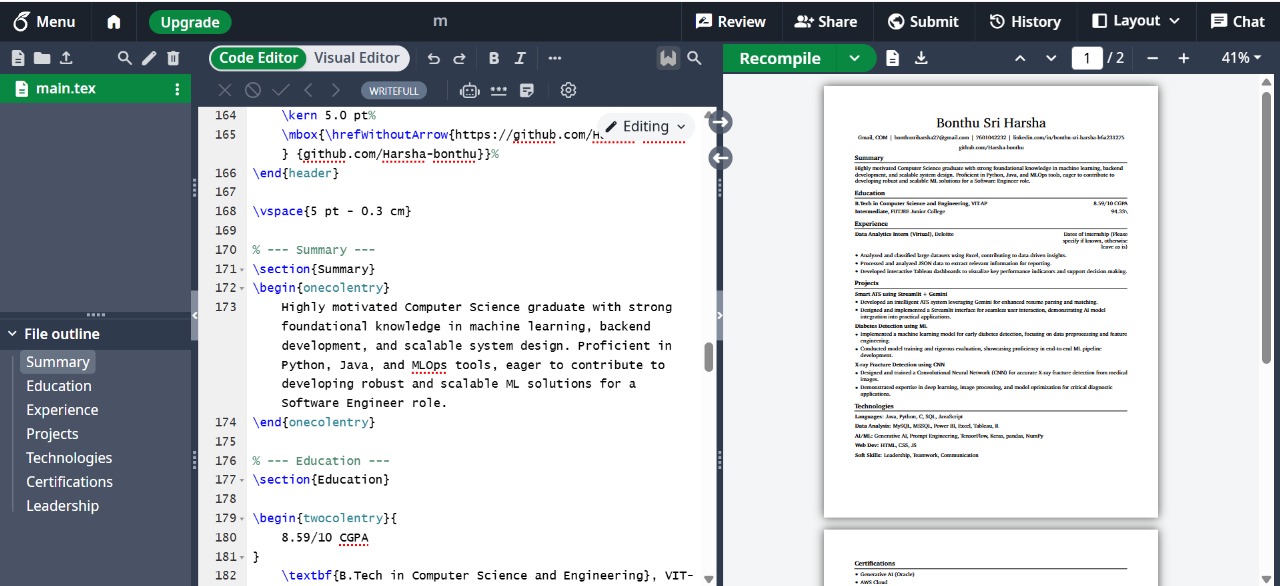 Menu
Upgrade
m
Review
Share
Submit
History
Layout
Chat
Code Editor
Visual Editor
B
I
Recompile
1
/ 2
41%
main.tex
WRITEFULL
Editing
File outline
Summary
Education
Experience
Projects
Technologies
Certifications
Leadership
164 \kern 5.0 pt%
165 \mbox{\hrefWithoutArrow{https://github.com/H
} {github.com/Harsha-bonthu}}%
166 \end{header}
167
168 \vspace{5 pt - 0.3 cm}
169
170 % --- Summary ---
171 \section{Summary}
172 \begin{onecolentry}
173 Highly motivated Computer Science graduate with strong
foundational knowledge in machine learning, backend
development, and scalable system design. Proficient in
Python, Java, and MLOps tools, eager to contribute to
developing robust and scalable ML solutions for a
Software Engineer role.
174 \end{onecolentry}
175
176 % --- Education ---
177 \section{Education}
178
179 \begin{twocolentry}{
180 8.59/10 CGPA
181 }
182 \textbf{B.Tech in Computer Science and Engineering}, VIT-
Bonthu Sri Harsha
Gmail, COM | bonthusriharsha27@gmail.com | 7601042232 | linkedin.com/in/bonthu-sri-harsha-b6a231275
github.com/Harsha-bonthu
Summary
Highly motivated Computer Science graduate with strong foundational knowledge in machine learning, backend
development, and scalable system design. Proficient in Python, Java, and MLOps tools, eager to contribute to
developing robust and scalable ML solutions for a Software Engineer role.
Education
B.Tech in Computer Science and Engineering, VIT-AP 8.59/10 CGPA
Intermediate, FUTURE Junior College 94.33%
Experience
Data Analytics Intern (Virtual), Deloitte Dates of Internship (Please
specify if known, otherwise
leave as is)
• Analyzed and classified large datasets using Excel, contributing to data-driven insights.
• Processed and analyzed JSON data to extract relevant information for reporting.
• Developed interactive Tableau dashboards to visualize key performance indicators and support decision making.
Projects
Smart ATS using Streamlit + Gemini
• Developed an intelligent ATS system leveraging Gemini for enhanced resume parsing and matching.
• Designed and implemented a Streamlit interface for seamless user interaction, demonstrating AI model
integration into practical applications.
Diabetes Detection using ML
• Implemented a machine learning model for early diabetes detection, focusing on data preprocessing and feature
engineering.
• Conducted model training and rigorous evaluation, showcasing proficiency in end-to-end ML pipeline
development.
X-ray Fracture Detection using CNN
• Designed and trained a Convolutional Neural Network (CNN) for accurate X-ray fracture detection from medical
images.
• Demonstrated expertise in deep learning, image processing, and model optimization for critical diagnostic
applications.
Technologies
Languages: Java, Python, C, SQL, JavaScript
Data Analysis: MySQL, MSSQL, Power BI, Excel, Tableau, R
AI/ML: Generative AI, Prompt Engineering, TensorFlow, Keras, pandas, NumPy
Web Dev: HTML, CSS, JS
Soft Skills: Leadership, Teamwork, Communication
Certifications
• Generative AI (Oracle)
• AWS Cloud